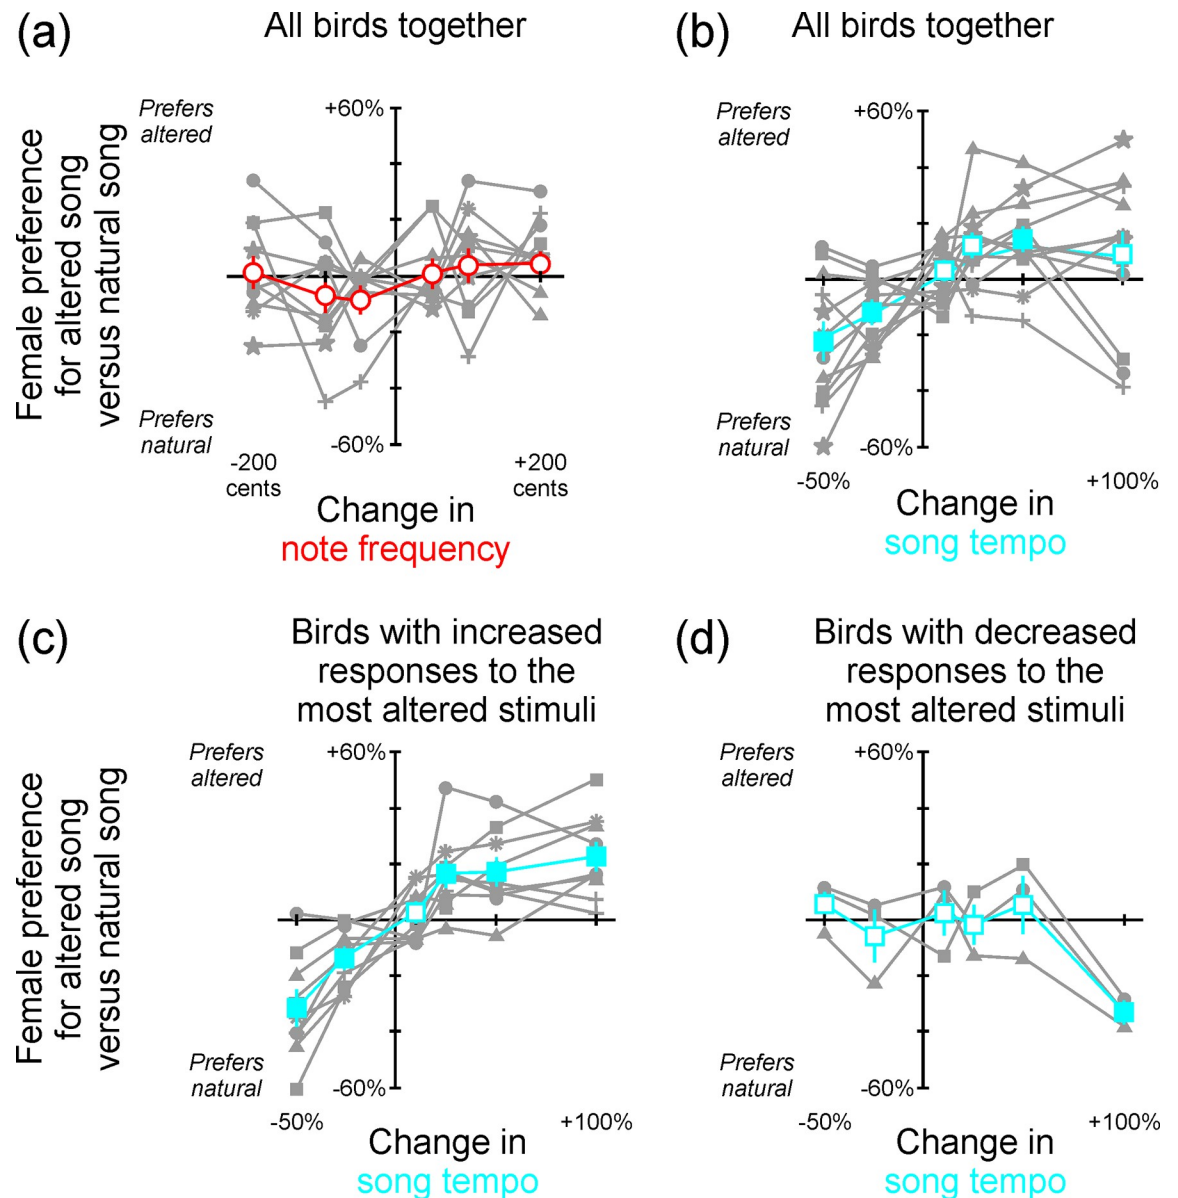 (a)
All birds together
Female preference
for altered song
versus natural song
Prefers
altered
+60%
Prefers
natural
-60%
-200
cents
+200
cents
Change in
note frequency
(b)
All birds together
Prefers
altered
+60%
Prefers
natural
-60%
-50%
+100%
Change in
song tempo
(c)
Birds with increased
responses to the
most altered stimuli
Female preference
for altered song
versus natural song
Prefers
altered
+60%
Prefers
natural
-60%
-50%
+100%
Change in
song tempo
(d)
Birds with decreased
responses to the
most altered stimuli
Prefers
altered
+60%
Prefers
natural
-60%
-50%
+100%
Change in
song tempo